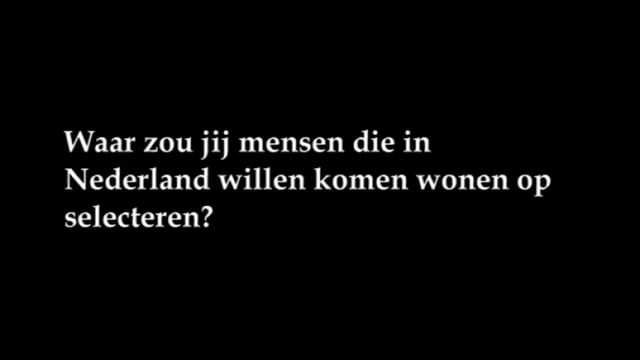 Waar zou jij mensen die in
Nederland willen komen wonen op
selecteren?